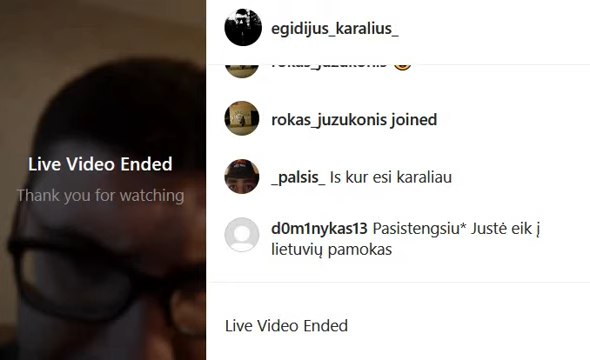 egidijus_karalius_
rokas_juzukonis
Live Video Ended
Thank you for watching
rokas_juzukonis joined
_palsis_ Is kur esi karaliau
d0m1nykas13 Pasistengsiu* Justė eik į
lietuvių pamokas
Live Video Ended